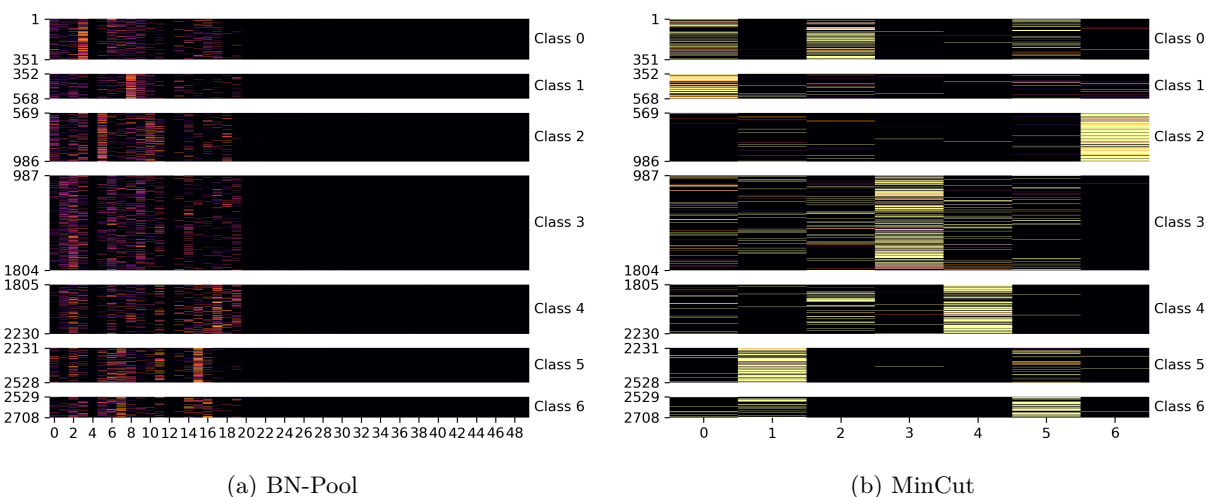 1
351
Class 0
352
568
Class 1
569
986
Class 2
987
1804
Class 3
1805
2230
Class 4
2231
2528
Class 5
2529
2708
Class 6
0 2 4 6 8 10 12 14 16 18 20 22 24 26 28 30 32 34 36 38 40 42 44 46 48
(a) BN-Pool
1
351
Class 0
352
568
Class 1
569
986
Class 2
987
1804
Class 3
1805
2230
Class 4
2231
2528
Class 5
2529
2708
Class 6
0 1 2 3 4 5 6
(b) MinCut